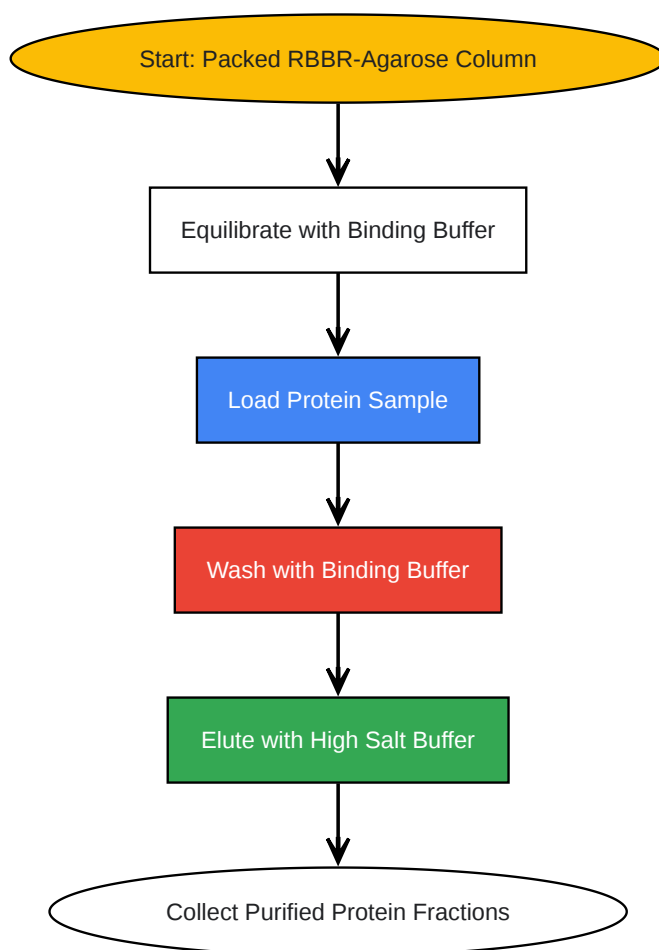 Start: Packed RBBR-Agarose Column
Equilibrate with Binding Buffer
Load Protein Sample
Wash with Binding Buffer
Elute with High Salt Buffer
Collect Purified Protein Fractions